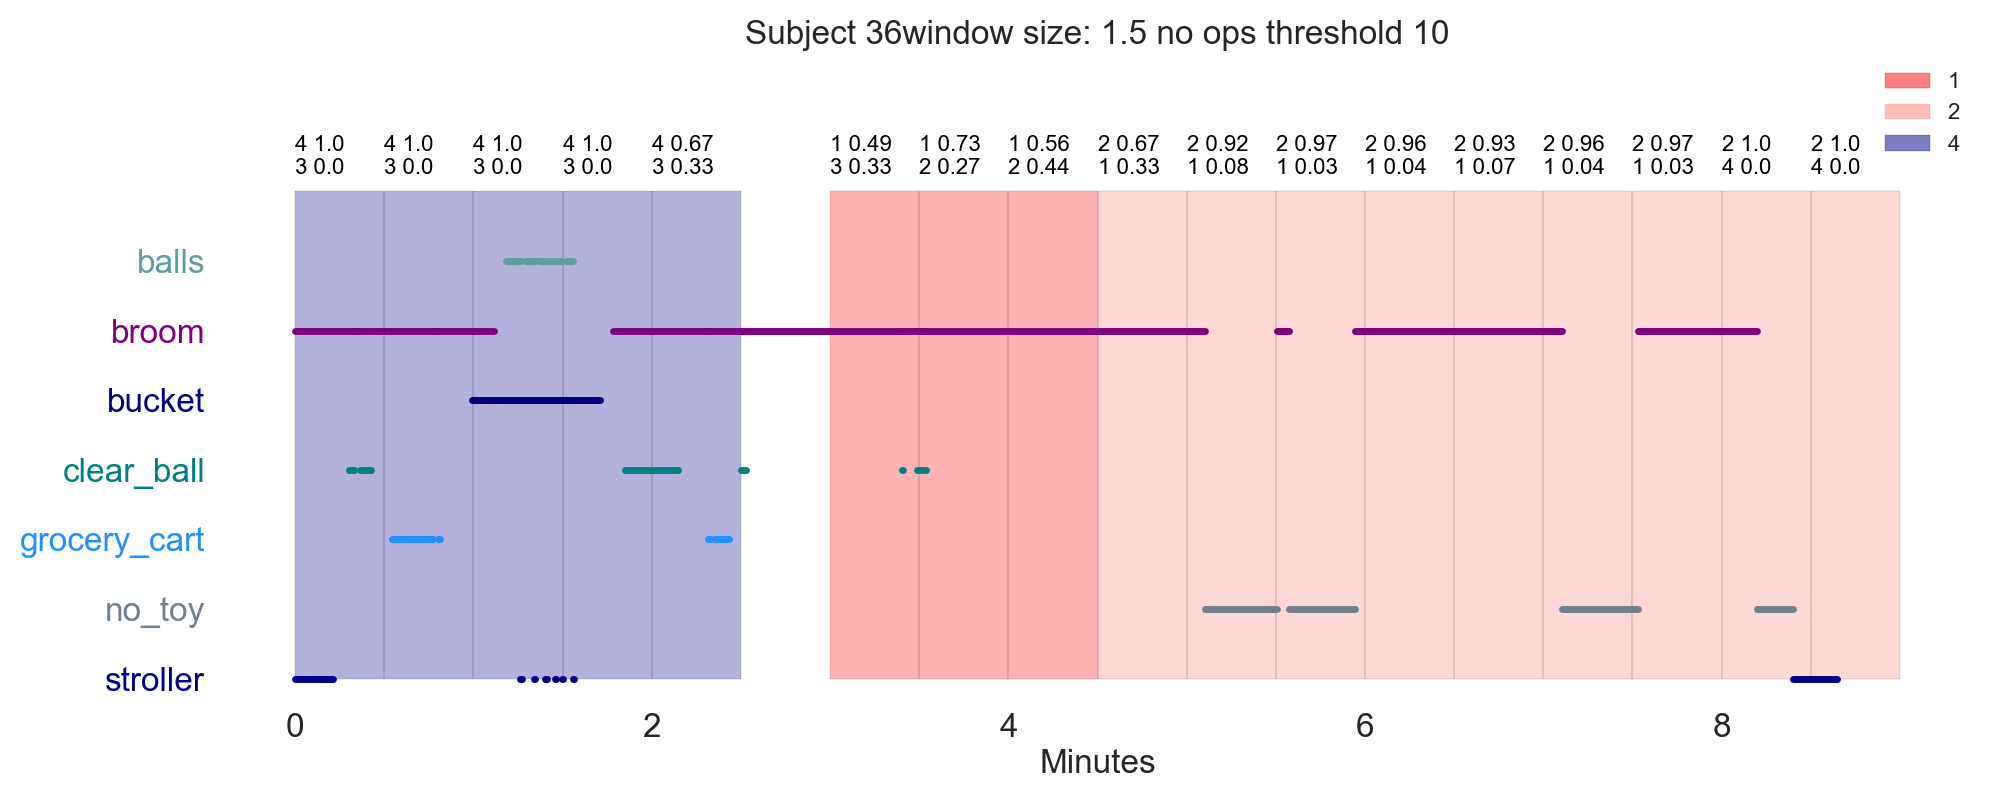 Subject 36window size: 1.5 no ops threshold 10
1
2
4
4 1.0 4 1.0 4 1.0 4 1.0 4 0.67 1 0.49 1 0.73 1 0.56 2 0.67 2 0.92 2 0.97 2 0.96 2 0.93 2 0.96 2 0.97 2 1.0 2 1.0
3 0.0 3 0.0 3 0.0 3 0.0 3 0.33 3 0.33 2 0.27 2 0.44 1 0.33 1 0.08 1 0.03 1 0.04 1 0.07 1 0.04 1 0.03 4 0.0 4 0.0
balls
broom
bucket
clear_ball
grocery_cart
no_toy
stroller
0 2 4 6 8
Minutes